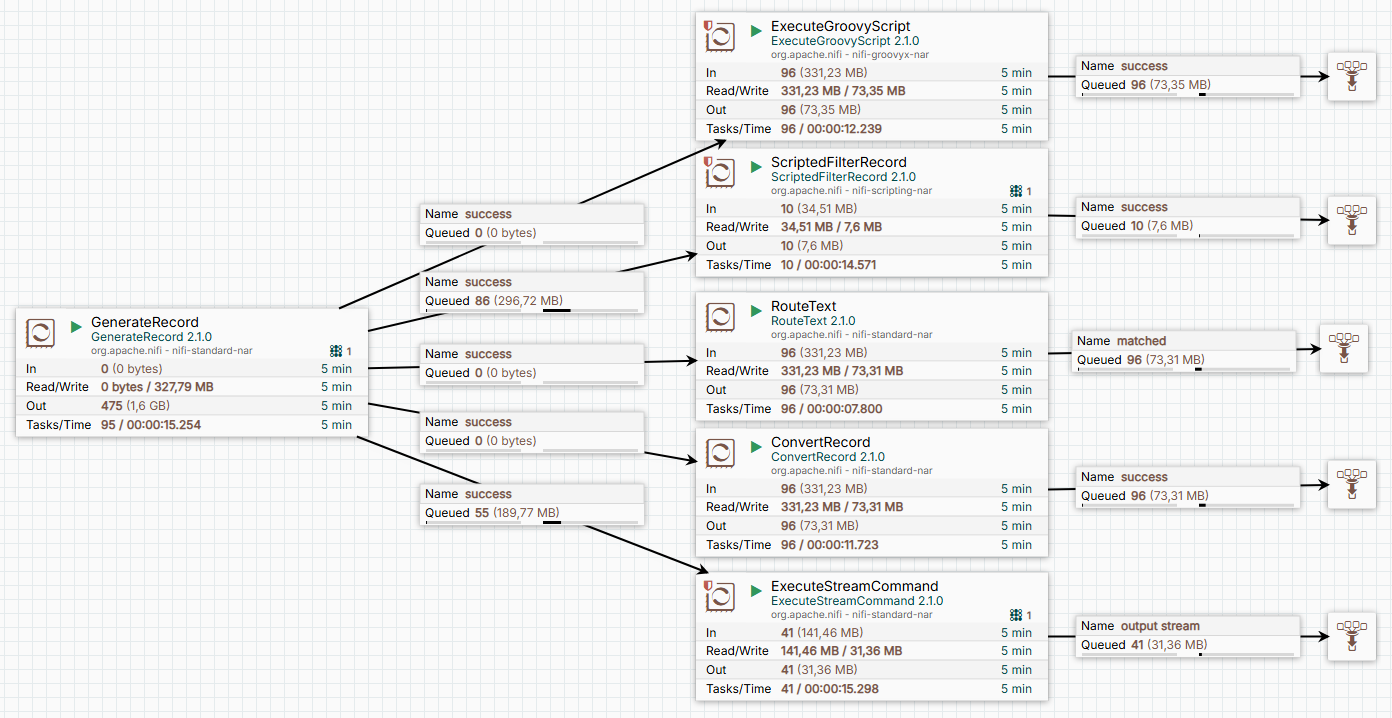 ExecuteGroovyScript
ExecuteGroovyScript 2.1.0
org.apache.nifi - nifi-groovyx-nar
In 96 (331,23 MB) 5 min
Read/Write 331,23 MB / 73,35 MB 5 min
Out 96 (73,35 MB) 5 min
Tasks/Time 96 / 00:00:12.239 5 min
Name success
Queued 96 (73,35 MB)
ScriptedFilterRecord
ScriptedFilterRecord 2.1.0
org.apache.nifi - nifi-scripting-nar
1
In 10 (34,51 MB) 5 min
Read/Write 34,51 MB / 7,6 MB 5 min
Out 10 (7,6 MB) 5 min
Tasks/Time 10 / 00:00:14.571 5 min
Name success
Queued 10 (7,6 MB)
Name success
Queued 0 (0 bytes)
Name success
Queued 86 (296,72 MB)
Name success
Queued 0 (0 bytes)
Name success
Queued 0 (0 bytes)
Name success
Queued 55 (189,77 MB)
GenerateRecord
GenerateRecord 2.1.0
org.apache.nifi - nifi-standard-nar
1
In 0 (0 bytes) 5 min
Read/Write 0 bytes / 327,79 MB 5 min
Out 475 (1,6 GB) 5 min
Tasks/Time 95 / 00:00:15.254 5 min
RouteText
RouteText 2.1.0
org.apache.nifi - nifi-standard-nar
In 96 (331,23 MB) 5 min
Read/Write 331,23 MB / 73,31 MB 5 min
Out 96 (73,31 MB) 5 min
Tasks/Time 96 / 00:00:07.800 5 min
Name matched
Queued 96 (73,31 MB)
ConvertRecord
ConvertRecord 2.1.0
org.apache.nifi - nifi-standard-nar
In 96 (331,23 MB) 5 min
Read/Write 331,23 MB / 73,31 MB 5 min
Out 96 (73,31 MB) 5 min
Tasks/Time 96 / 00:00:11.723 5 min
Name success
Queued 96 (73,31 MB)
ExecuteStreamCommand
ExecuteStreamCommand 2.1.0
org.apache.nifi - nifi-standard-nar
1
In 41 (141,46 MB) 5 min
Read/Write 141,46 MB / 31,36 MB 5 min
Out 41 (31,36 MB) 5 min
Tasks/Time 41 / 00:00:15.298 5 min
Name output stream
Queued 41 (31,36 MB)